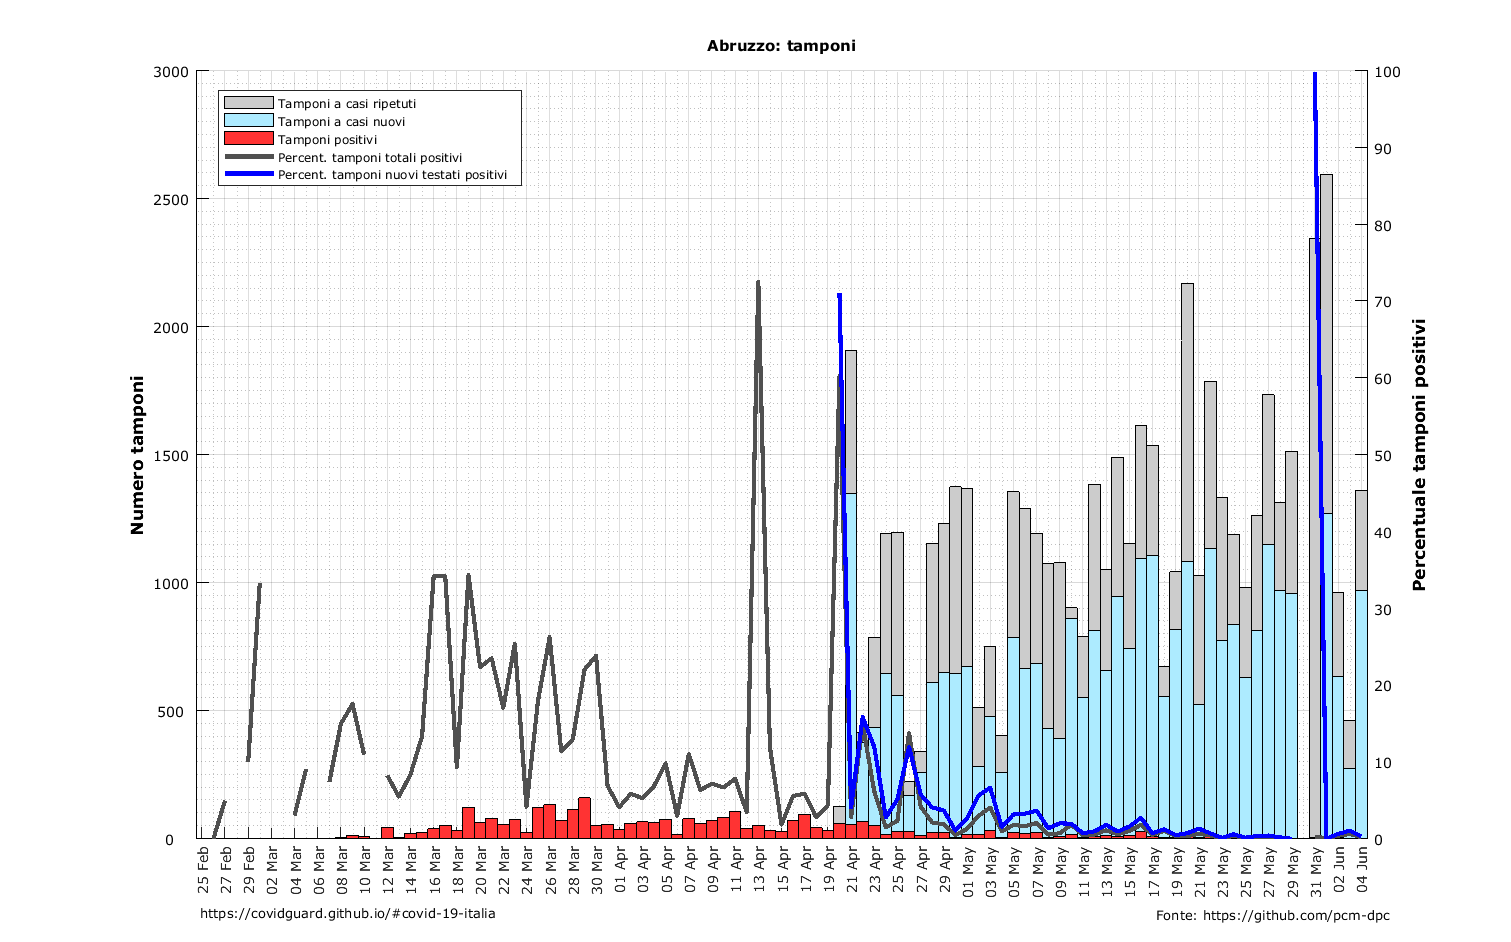 Abruzzo: tamponi
3000
2500
2000
1500
1000
500
0
Numero tamponi
Tamponi a casi ripetuti
Tamponi a casi nuovi
Tamponi positivi
Percent. tamponi totali positivi
Percent. tamponi nuovi testati positivi
100
90
80
70
60
50
40
30
20
10
0
Percentuale tamponi positivi
25 Feb
27 Feb
29 Feb
02 Mar
04 Mar
06 Mar
08 Mar
10 Mar
12 Mar
14 Mar
16 Mar
18 Mar
20 Mar
22 Mar
24 Mar
26 Mar
28 Mar
30 Mar
01 Apr
03 Apr
05 Apr
07 Apr
09 Apr
11 Apr
13 Apr
15 Apr
17 Apr
19 Apr
21 Apr
23 Apr
25 Apr
27 Apr
29 Apr
01 May
03 May
05 May
07 May
09 May
11 May
13 May
15 May
17 May
19 May
21 May
23 May
25 May
27 May
29 May
31 May
02 Jun
04 Jun
https://covidguard.github.io/#covid-19-italia
Fonte: https://github.com/pcm-dpc